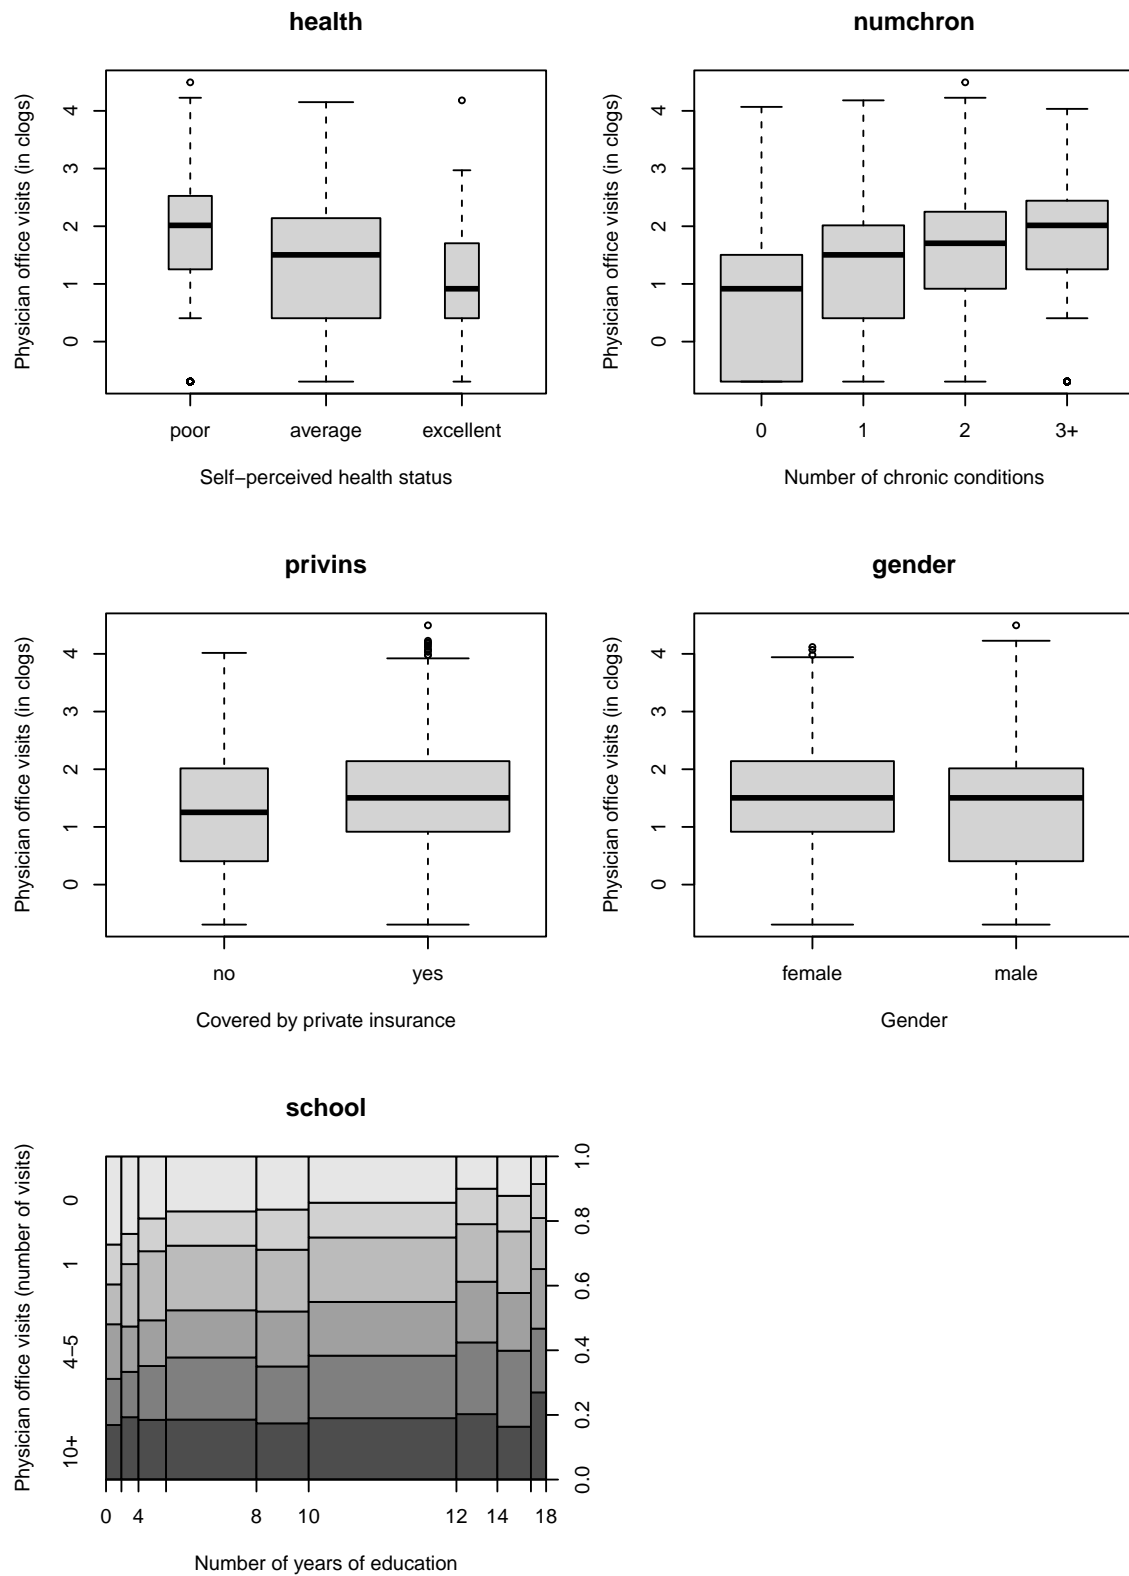 health
Physician office visits (in clogs)
4
3
2
1
0
poor average excellent
Self−perceived health status
numchron
Physician office visits (in clogs)
4
3
2
1
0
0 1 2 3+
Number of chronic conditions
privins
Physician office visits (in clogs)
4
3
2
1
0
no yes
Covered by private insurance
gender
Physician office visits (in clogs)
4
3
2
1
0
female male
Gender
school
Physician office visits (number of visits)
0
1
4−5
10+
1.0
0.8
0.6
0.4
0.2
0.0
0 4 8 10 12 14 18
Number of years of education